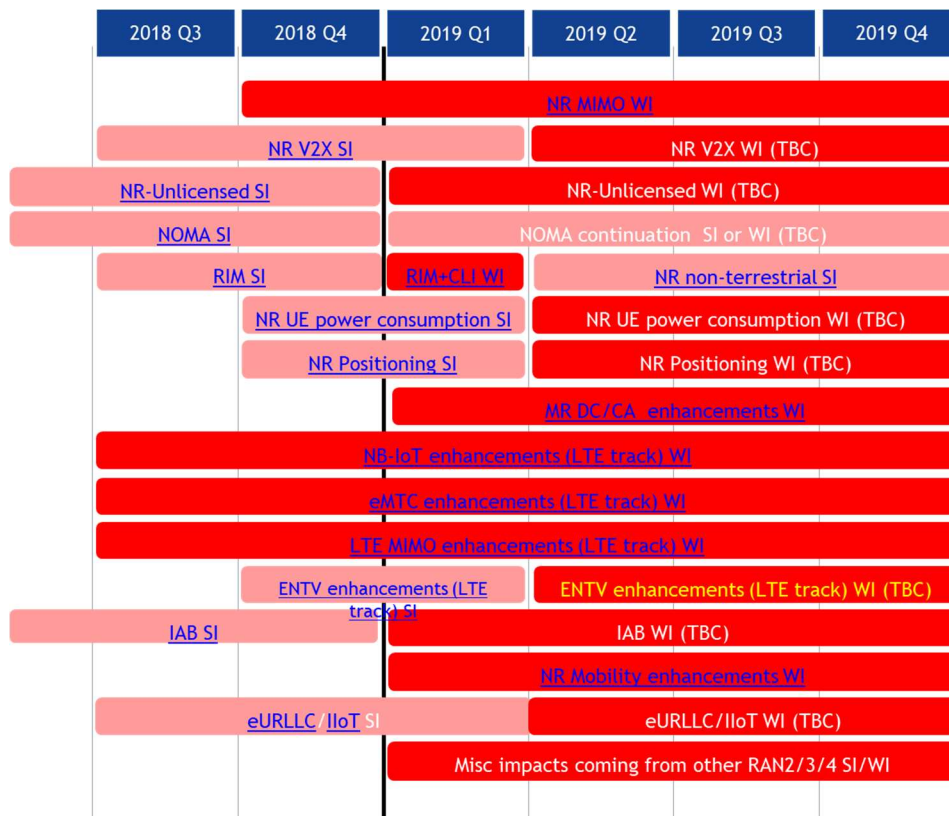 2018 Q3 2018 Q4 2019 Q1 2019 Q2 2019 Q3 2019 Q4
NR MIMO WI
NR V2X SI NR V2X WI (TBC)
NR-Unlicensed SI NR-Unlicensed WI (TBC)
NOMA SI NOMA continuation SI or WI (TBC)
RIM SI RIM+CLI WI NR non-terrestrial SI
NR UE power consumption SI NR UE power consumption WI (TBC)
NR Positioning SI NR Positioning WI (TBC)
MR DC/CA enhancements WI
NB-IoT enhancements (LTE track) WI
eMTC enhancements (LTE track) WI
LTE MIMO enhancements (LTE track) WI
ENTV enhancements (LTE ENTV enhancements (LTE track) WI (TBC)
track) SI
IAB SI IAB WI (TBC)
NR Mobility enhancements WI
eURLLC/IIoT SI eURLLC/IIoT WI (TBC)
Misc impacts coming from other RAN2/3/4 SI/WI